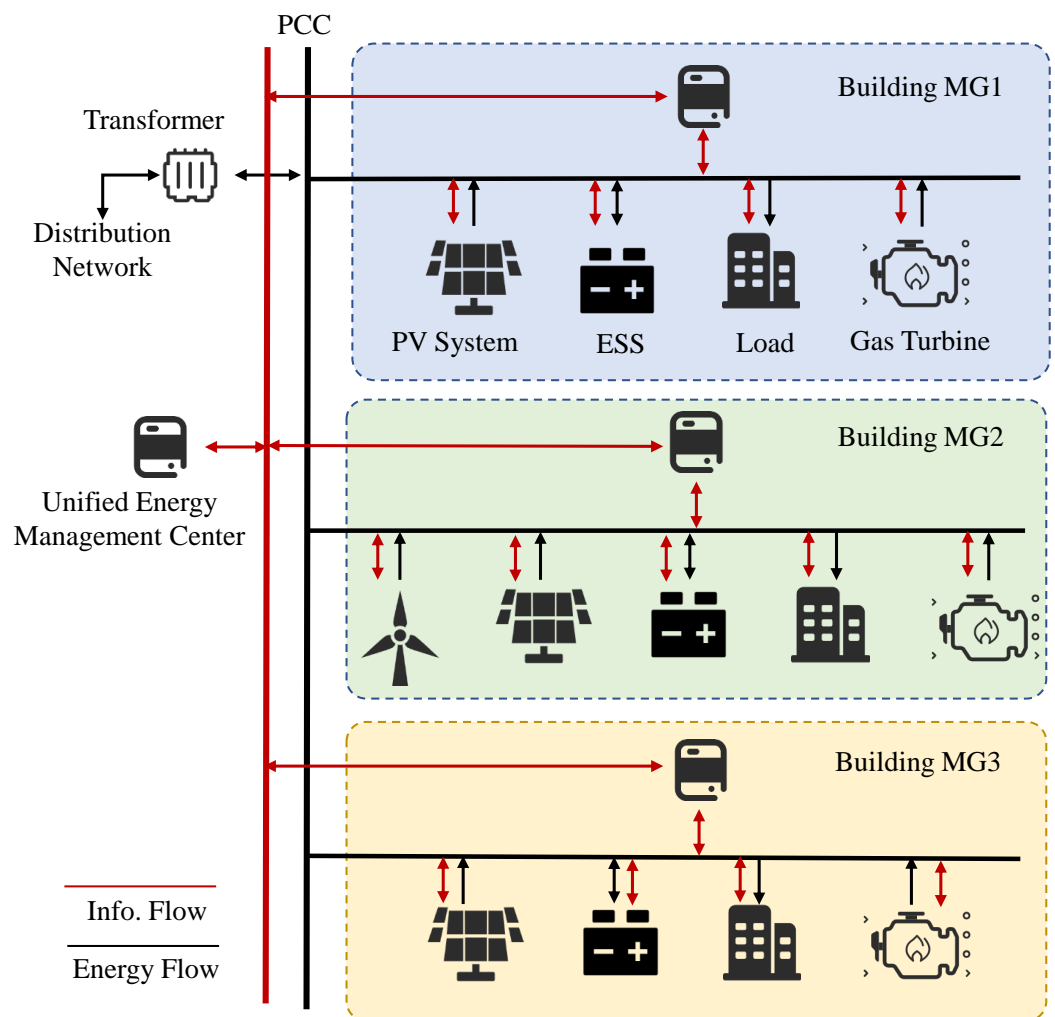 PCC
Building MG1
Transformer
Distribution
Network
PV System
ESS
Load
Gas Turbine
Building MG2
Unified Energy
Management Center
Building MG3
Info. Flow
Energy Flow